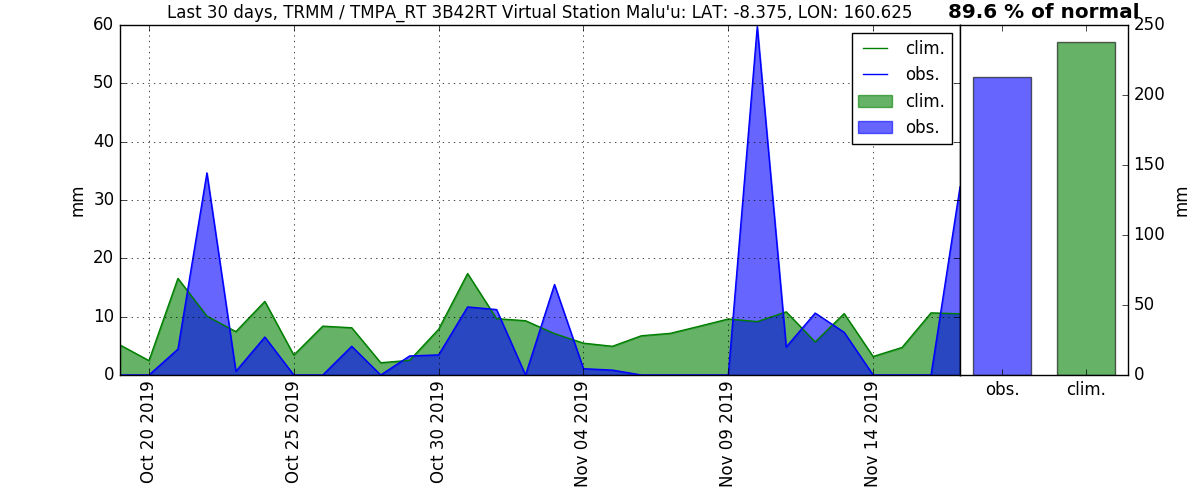 Last 30 days, TRMM / TMPA_RT 3B42RT Virtual Station Malu'u: LAT: -8.375, LON: 160.625
89.6 % of normal
60
50
40
30
20
10
0
mm
clim.
obs.
clim.
obs.
Oct 20 2019
Oct 25 2019
Oct 30 2019
Nov 04 2019
Nov 09 2019
Nov 14 2019
250
200
150
100
50
0
mm
obs.
clim.